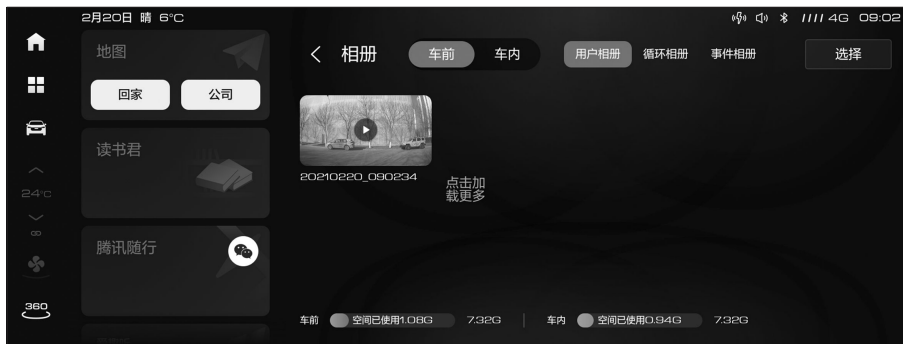 2月20日 晴 6°C
4G 09:02
地图
回家
公司
读书君
24°C
腾讯随行
360
相册
车前
车内
用户相册
循环相册
事件相册
选择
20210220_090234
点击加
载更多
车前 空间已使用1.08G 7.32G
车内 空间已使用0.94G 7.32G